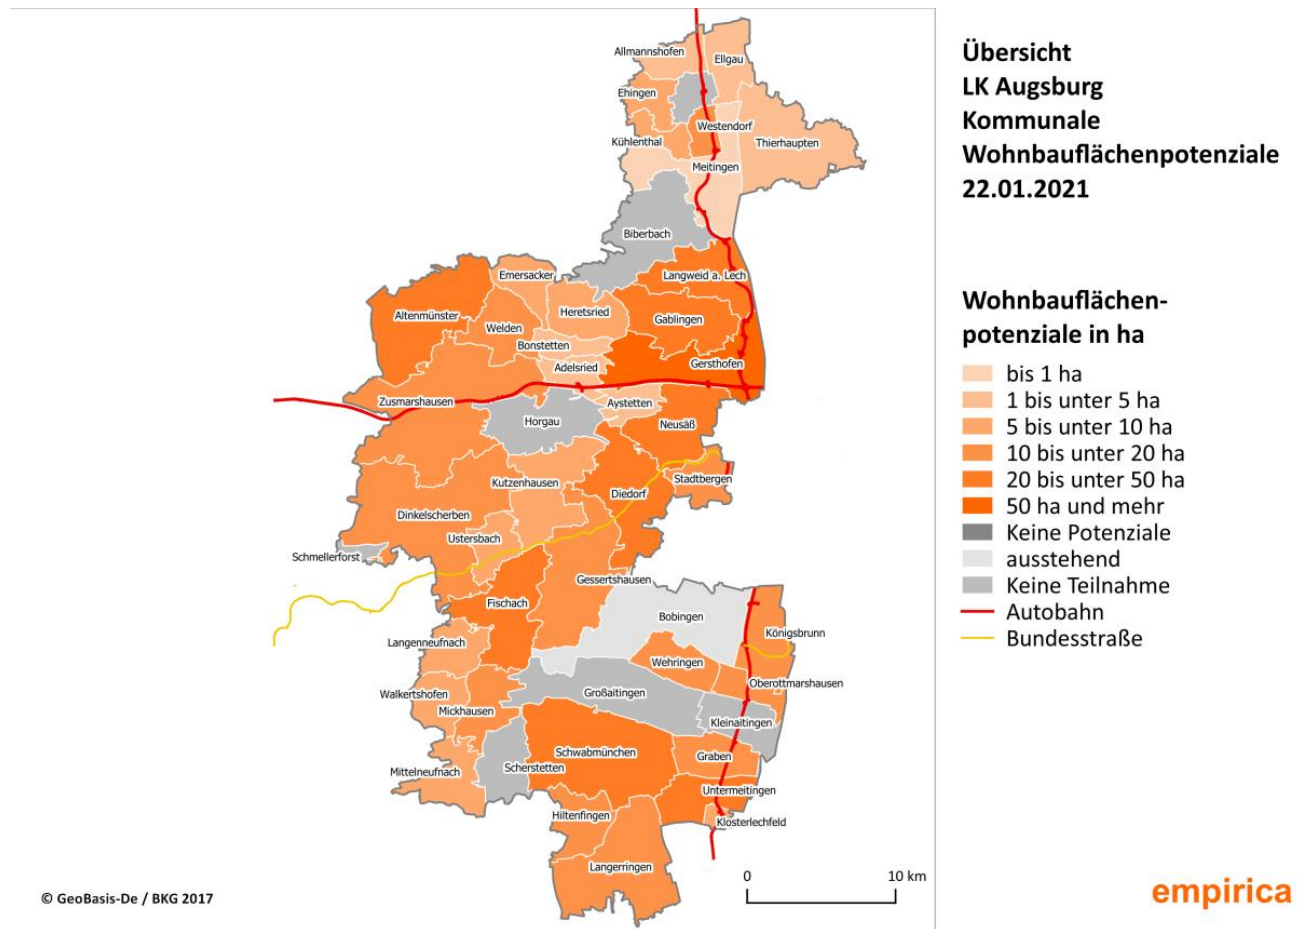 Übersicht
LK Augsburg
Kommunale
Wohnbauflächenpotenziale
22.01.2021
Wohnbauflächen-
potenziale in ha
bis 1 ha
1 bis unter 5 ha
5 bis unter 10 ha
10 bis unter 20 ha
20 bis unter 50 ha
50 ha und mehr
Keine Potenziale
ausstehend
Keine Teilnahme
Autobahn
Bundesstraße
Allmannshofen
Ellgau
Ehingen
Westendorf
Kühlenthal
Thierhaupten
Meitingen
Biberbach
Emersacker
Langweid a. Lech
Altenmünster
Heretsried
Gablingen
Welden
Bonstetten
Adelsried
Gersthofen
Zusmarshausen
Aystetten
Horgau
Neusäß
Kutzenhausen
Stadtbergen
Diedorf
Dinkelscherben
Ustersbach
Schmellerforst
Gessertshausen
Fischach
Bobingen
Königsbrunn
Langenneufnach
Wehringen
Oberottmarshausen
Walkertshofen
Großaitingen
Mickhausen
Kleinaitingen
Schwabmünchen
Graben
Mittelneufnach
Scherstetten
Untermeitingen
Hiltenfingen
Klosterlechfeld
Langerringen
0 10 km
© GeoBasis-De / BKG 2017
empirica